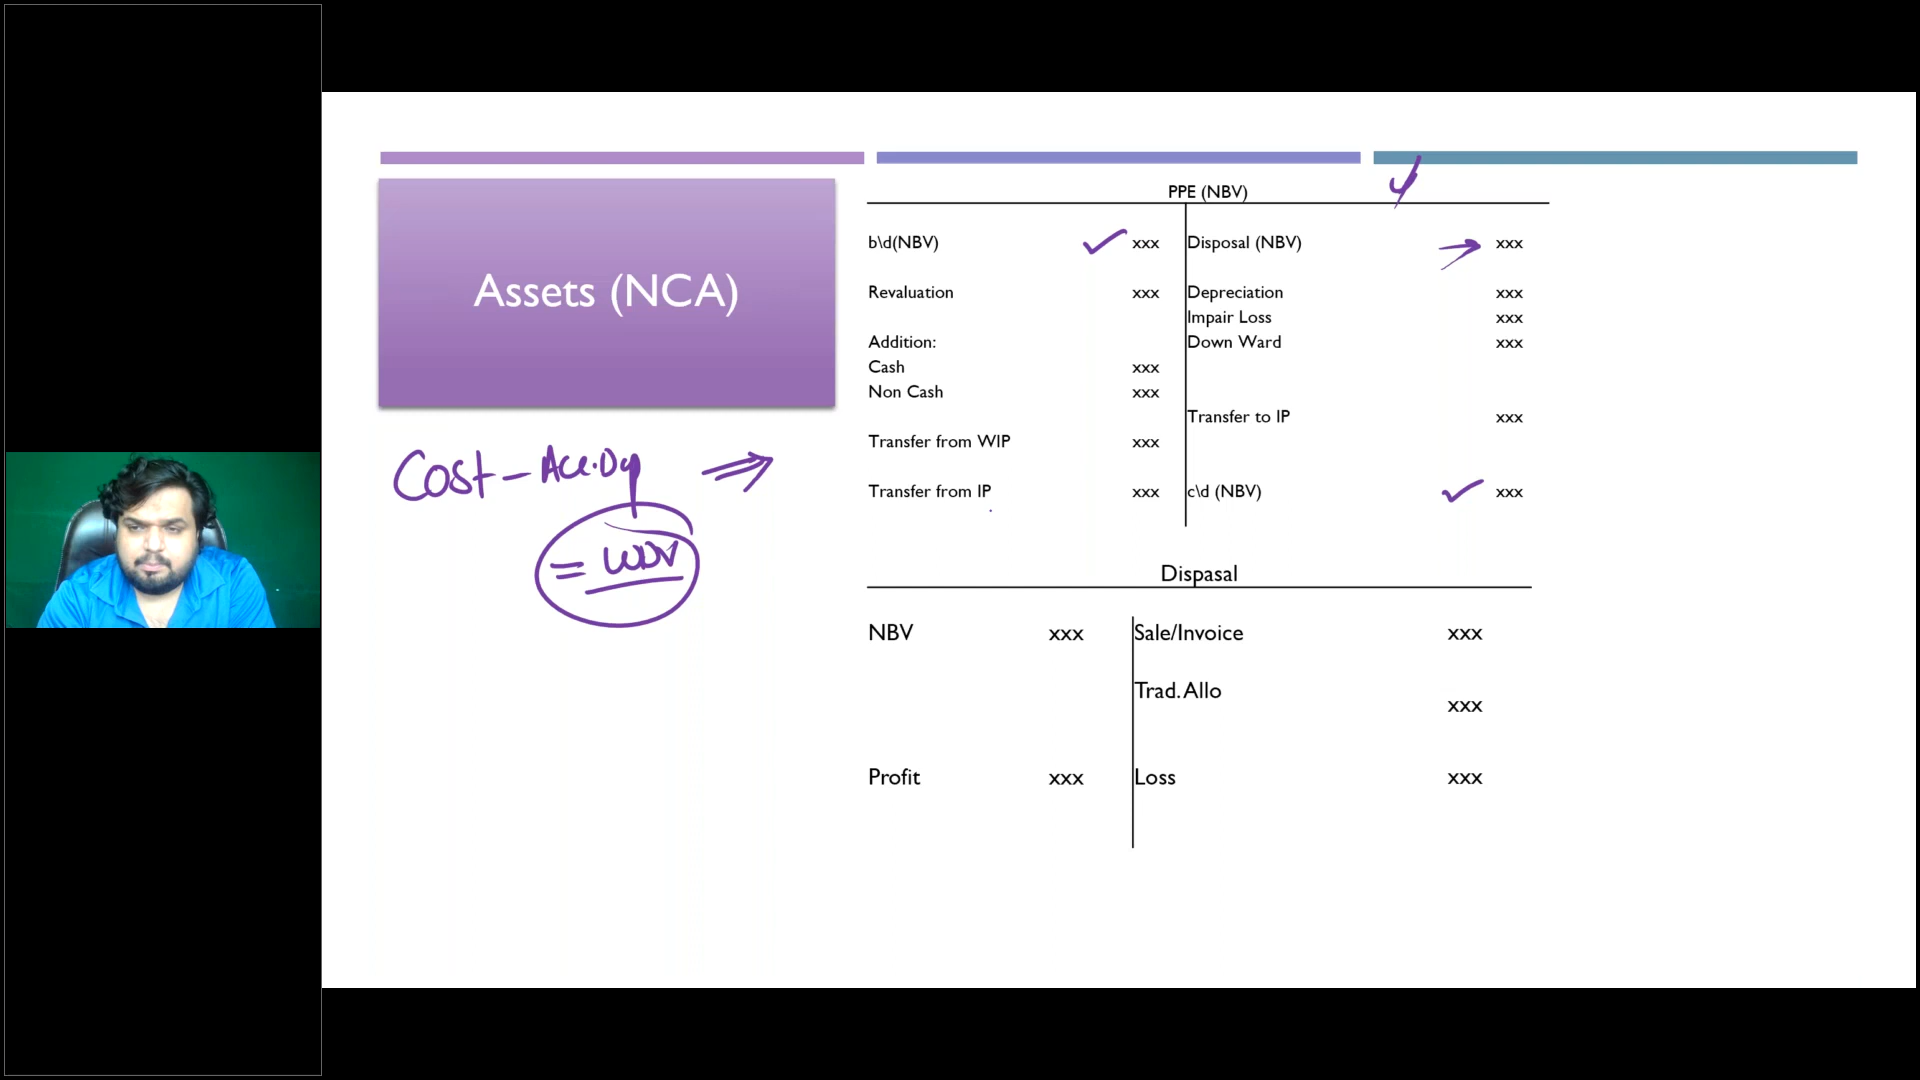 Assets (NCA)
PPE (NBV)
b\d(NBV) xxx Disposal (NBV) xxx
Revaluation xxx Depreciation xxx
Impair Loss xxx
Addition: Down Ward xxx
Cash xxx
Non Cash xxx
Transfer to IP xxx
Transfer from WIP xxx
Transfer from IP xxx c\d (NBV) xxx
Cost - Acc.Dep
= WDV
Dispasal
NBV xxx Sale/Invoice xxx
Trad. Allo xxx
Profit xxx Loss xxx